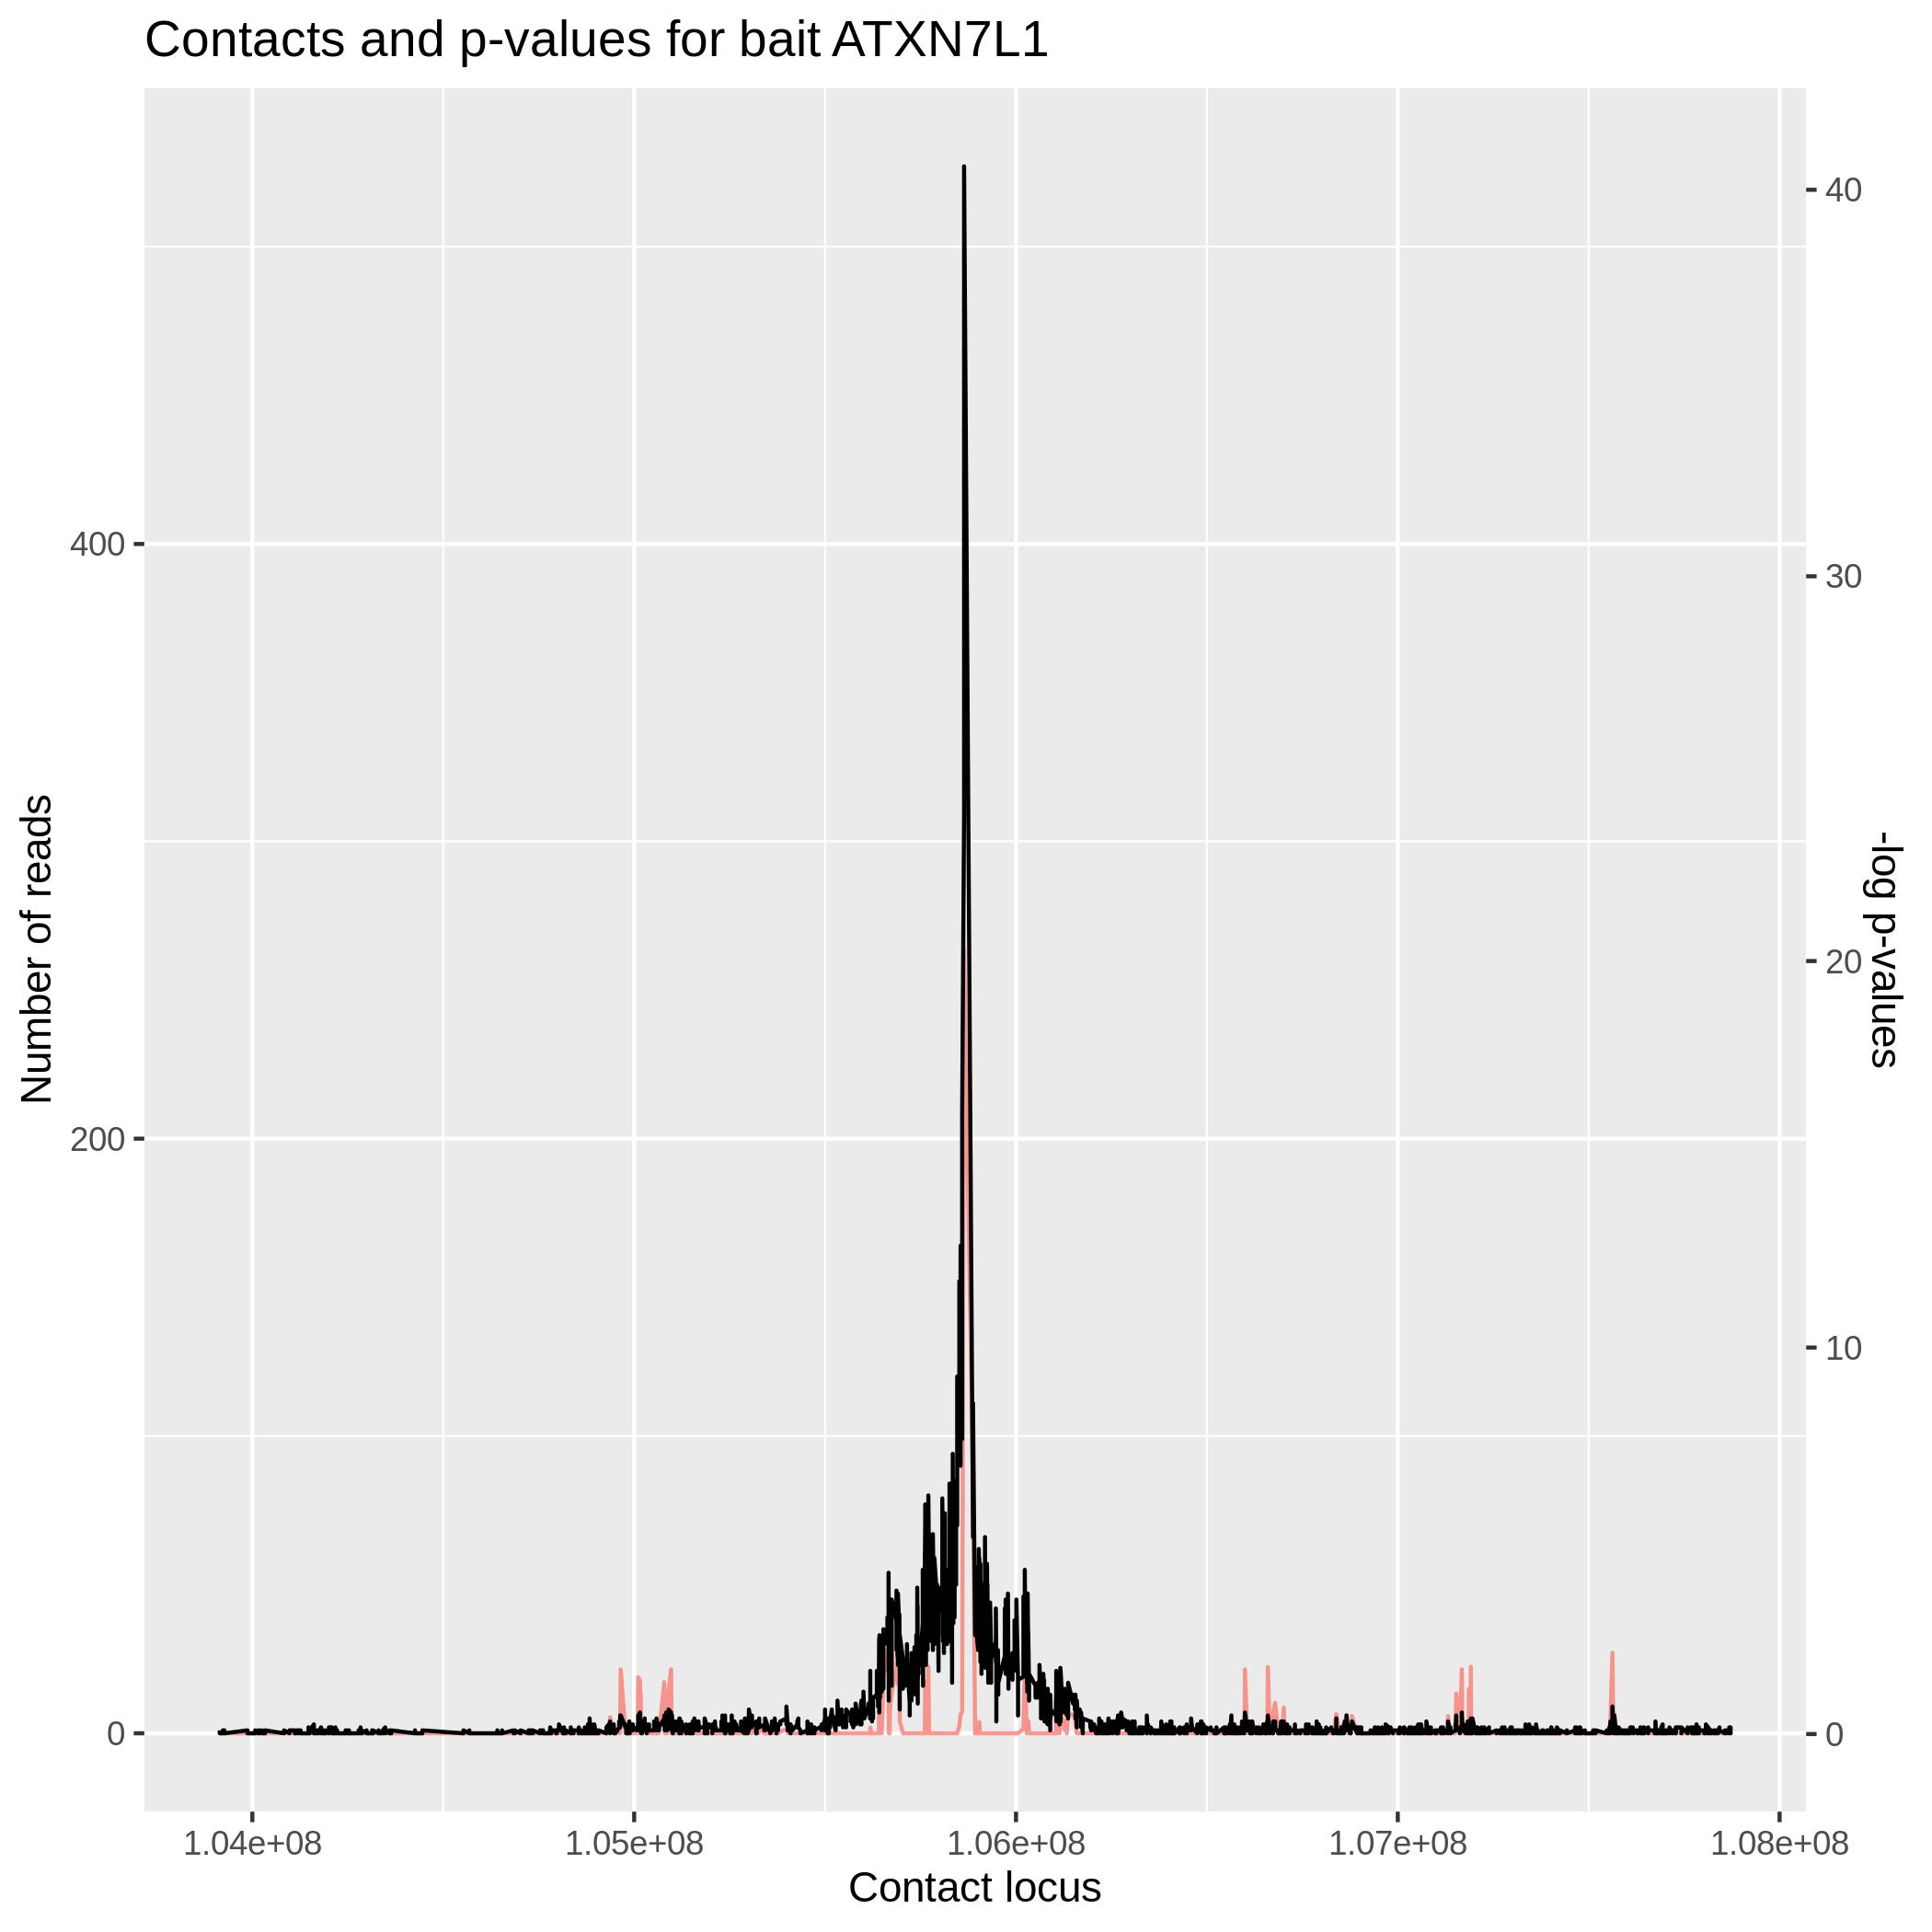 Contacts and p-values for bait ATXN7L1
Number of reads
400
200
0
40
30
20
10
0
-log p-values
1.04e+08
1.05e+08
1.06e+08
1.07e+08
1.08e+08
Contact locus